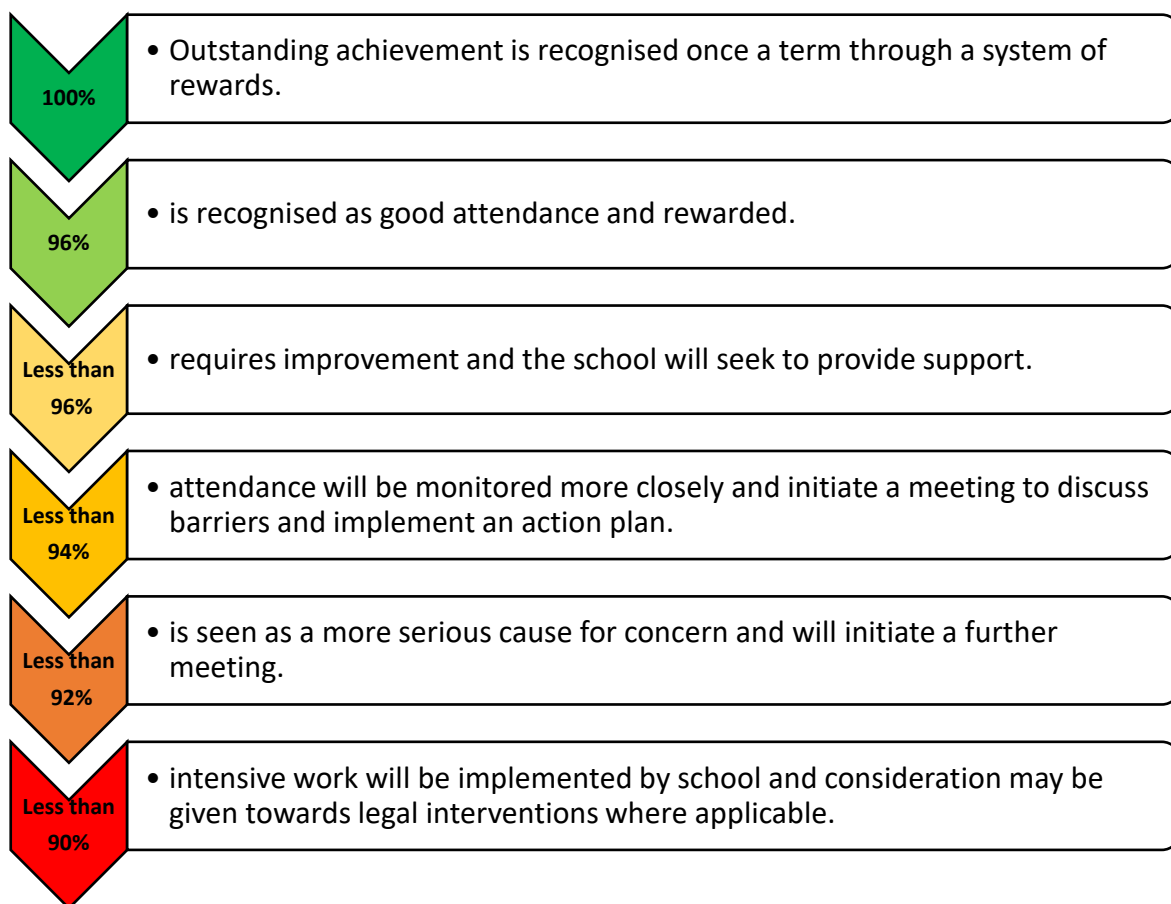 100%
• Outstanding achievement is recognised once a term through a system of
rewards.
96%
• is recognised as good attendance and rewarded.
Less than
96%
• requires improvement and the school will seek to provide support.
Less than
94%
• attendance will be monitored more closely and initiate a meeting to discuss
barriers and implement an action plan.
Less than
92%
• is seen as a more serious cause for concern and will initiate a further
meeting.
Less than
90%
• intensive work will be implemented by school and consideration may be
given towards legal interventions where applicable.